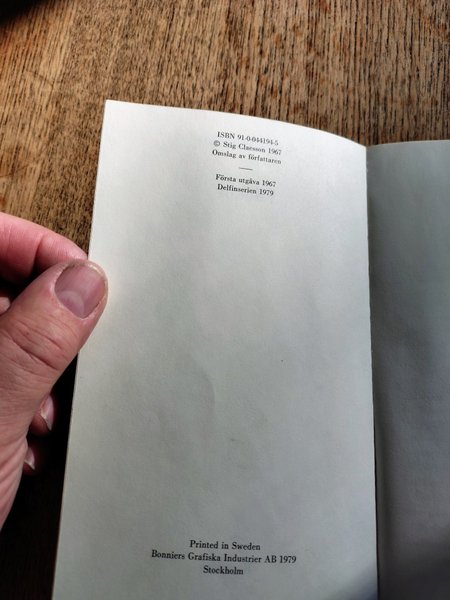 ISBN 91-0-044194-5
© Stig Claesson 1967
Omslag av författaren
Första utgåva 1967
Delfinserien 1979
Printed in Sweden
Bonniers Grafiska Industrier AB 1979
Stockholm